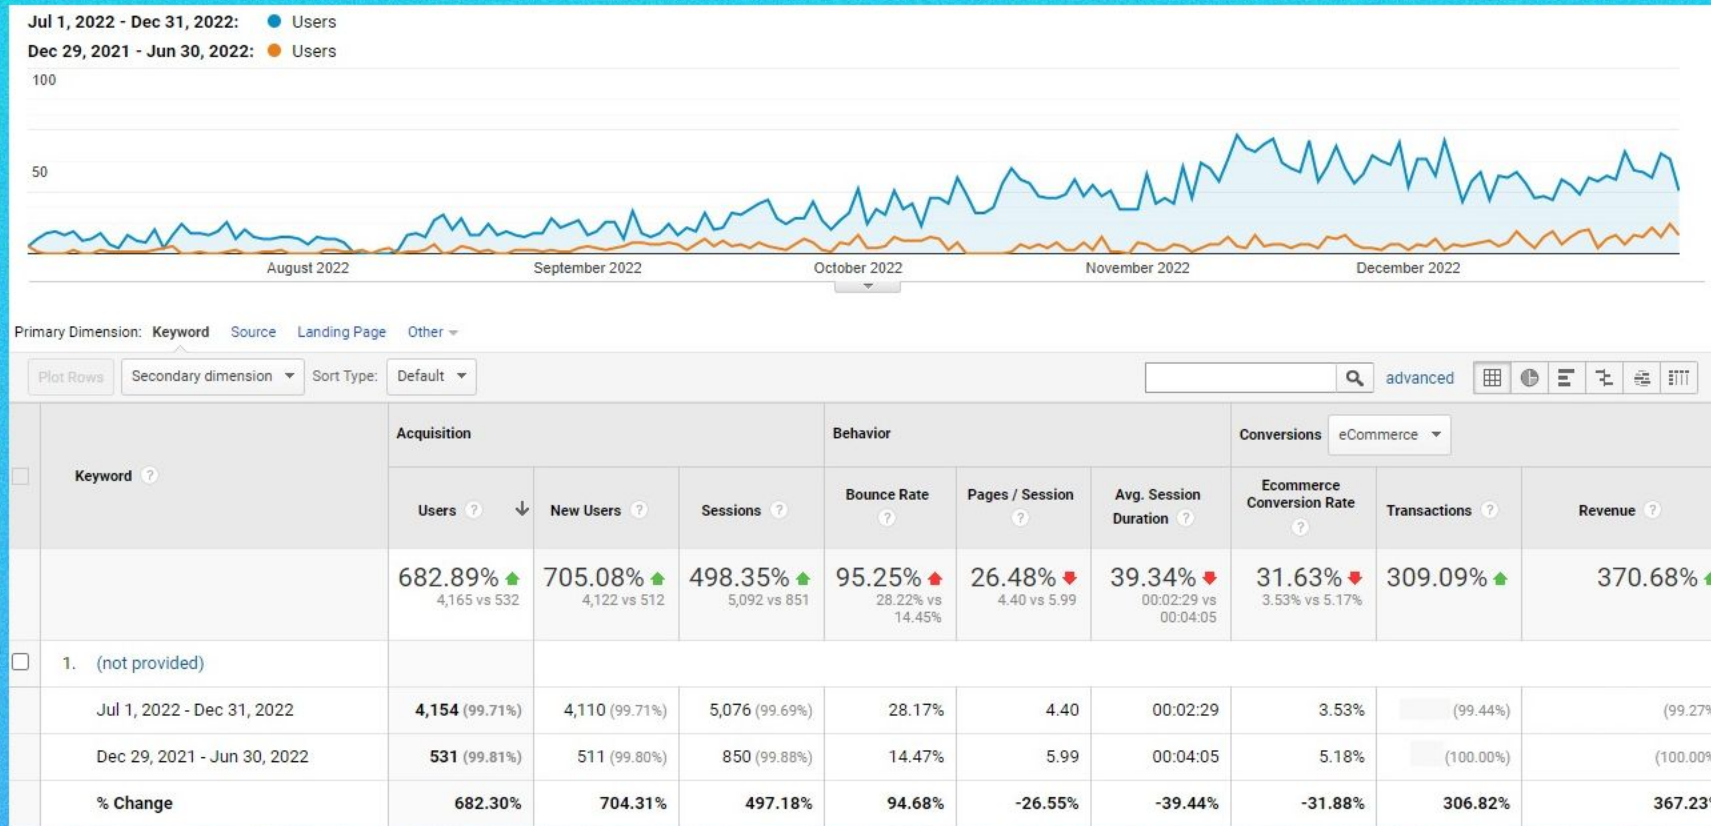 Jul 1, 2022 - Dec 31, 2022: Users
Dec 29, 2021 - Jun 30, 2022: Users
100
50
August 2022 September 2022 October 2022 November 2022 December 2022
Primary Dimension: Keyword Source Landing Page Other
Plot Rows Secondary dimension Sort Type: Default advanced
Acquisition Behavior Conversions eCommerce
Keyword ?
Users ? New Users ? Sessions ? Bounce Rate ? Pages / Session ? Avg. Session Duration ? Ecommerce Conversion Rate ? Transactions ? Revenue ?
682.89% 705.08% 498.35% 95.25% 26.48% 39.34% 31.63% 309.09% 370.68%
4,165 vs 532 4,122 vs 512 5,092 vs 851 28.22% vs 14.45% 4.40 vs 5.99 00:02:29 vs 00:04:05 3.53% vs 5.17%
1. (not provided)
Jul 1, 2022 - Dec 31, 2022 4,154 (99.71%) 4,110 (99.71%) 5,076 (99.69%) 28.17% 4.40 00:02:29 3.53% (99.44%) (99.27%
Dec 29, 2021 - Jun 30, 2022 531 (99.81%) 511 (99.80%) 850 (99.88%) 14.47% 5.99 00:04:05 5.18% (100.00%) (100.00%
% Change 682.30% 704.31% 497.18% 94.68% -26.55% -39.44% -31.88% 306.82% 367.23%